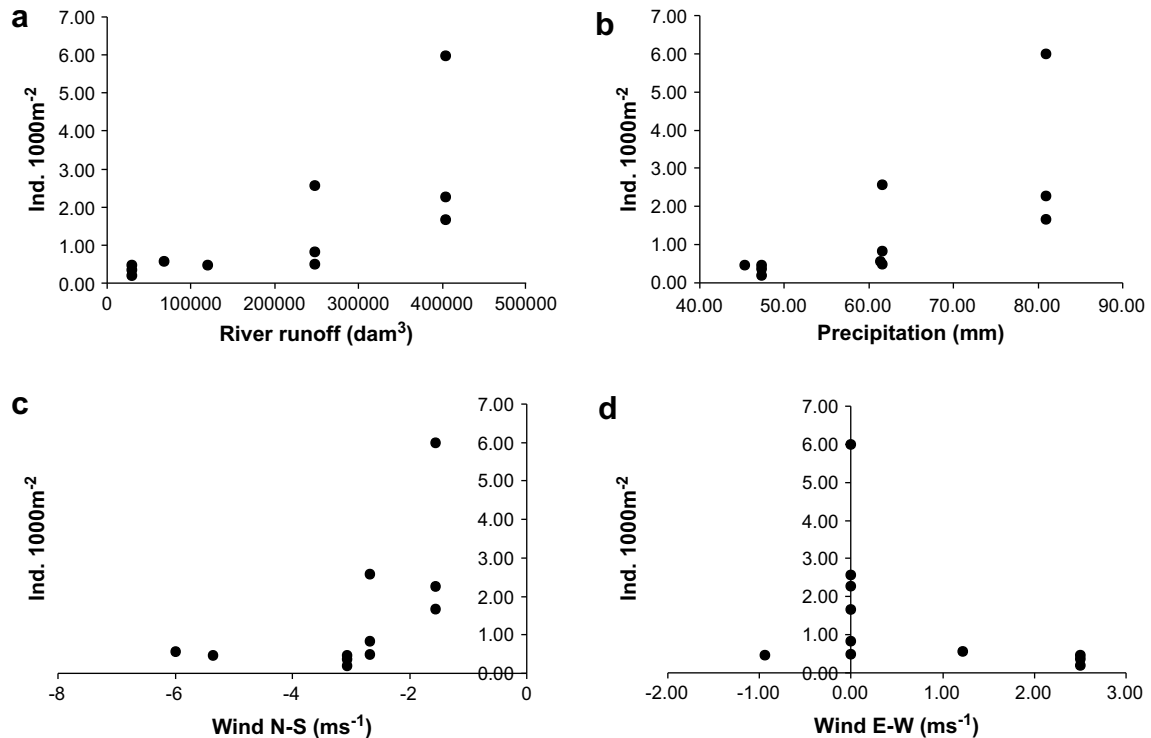 a
7.00
6.00
5.00
4.00
3.00
2.00
1.00
0.00
Ind. 1000m⁻²
0 100000 200000 300000 400000 500000
River runoff (dam³)
b
7.00
6.00
5.00
4.00
3.00
2.00
1.00
0.00
Ind. 1000m⁻²
40.00 50.00 60.00 70.00 80.00 90.00
Precipitation (mm)
c
7.00
6.00
5.00
4.00
3.00
2.00
1.00
0.00
Ind. 1000m⁻²
-8 -6 -4 -2 0
Wind N-S (ms⁻¹)
d
7.00
6.00
5.00
4.00
3.00
2.00
1.00
0.00
Ind. 1000m⁻²
-2.00 -1.00 0.00 1.00 2.00 3.00
Wind E-W (ms⁻¹)